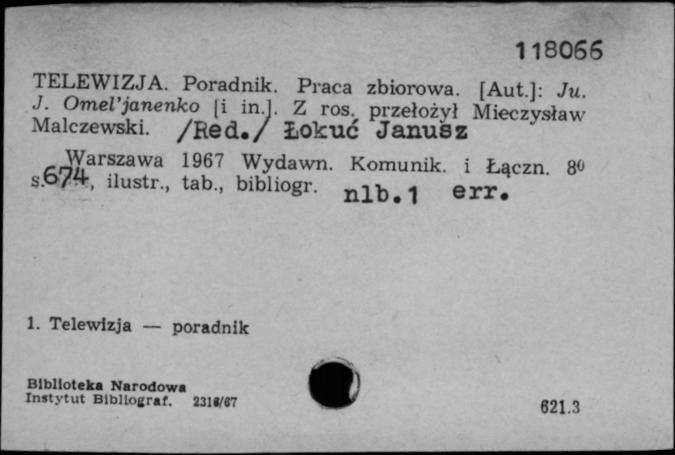 118066
TELEWIZJA. Poradnik. Praca zbiorowa. [Aut.]: Ju.
J. Omel'janenko [i in.]. Z ros. przełożył Mieczysław
Malczewski. /Red./ Łokuć Janusz
Warszawa 1967 Wydawn. Komunik. i Łączn. 8⁰
s.674, ilustr., tab., bibliogr. nlb.1 err.
1. Telewizja — poradnik
Biblioteka Narodowa
Instytut Bibliograf. 2316/67
621.3